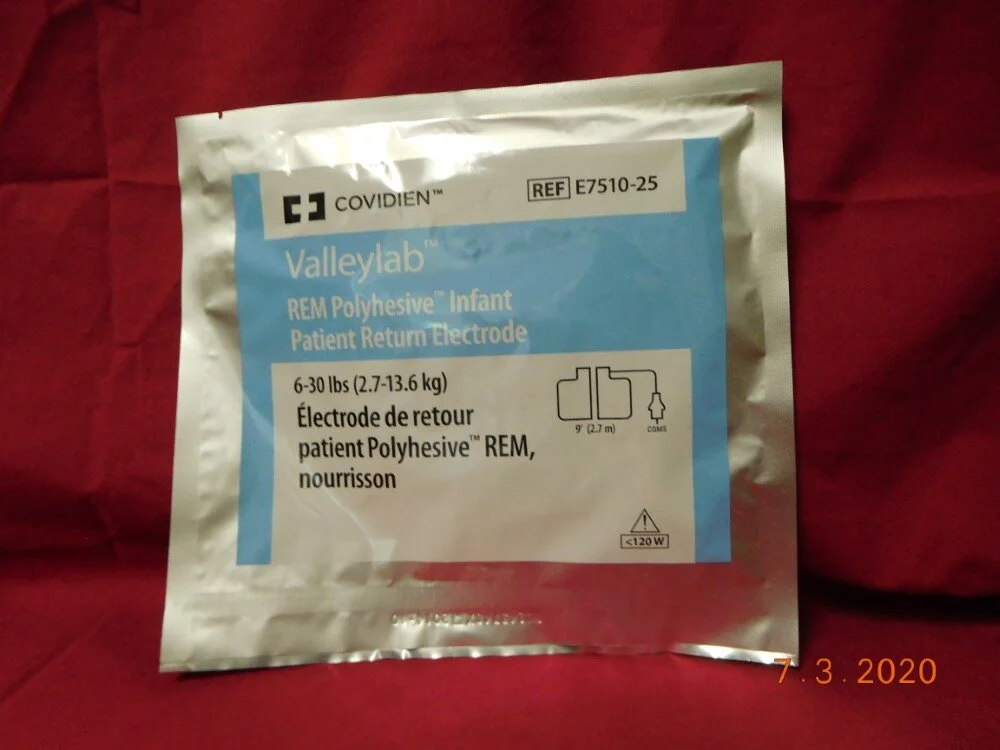 COVIDIEN™
REF E7510-25
Valleylab™
REM Polyhesive™ Infant
Patient Return Electrode
6-30 lbs (2.7-13.6 kg)
Électrode de retour
patient Polyhesive™ REM,
nourrisson
9' (2.7 m)
<120 W
7.3.2020